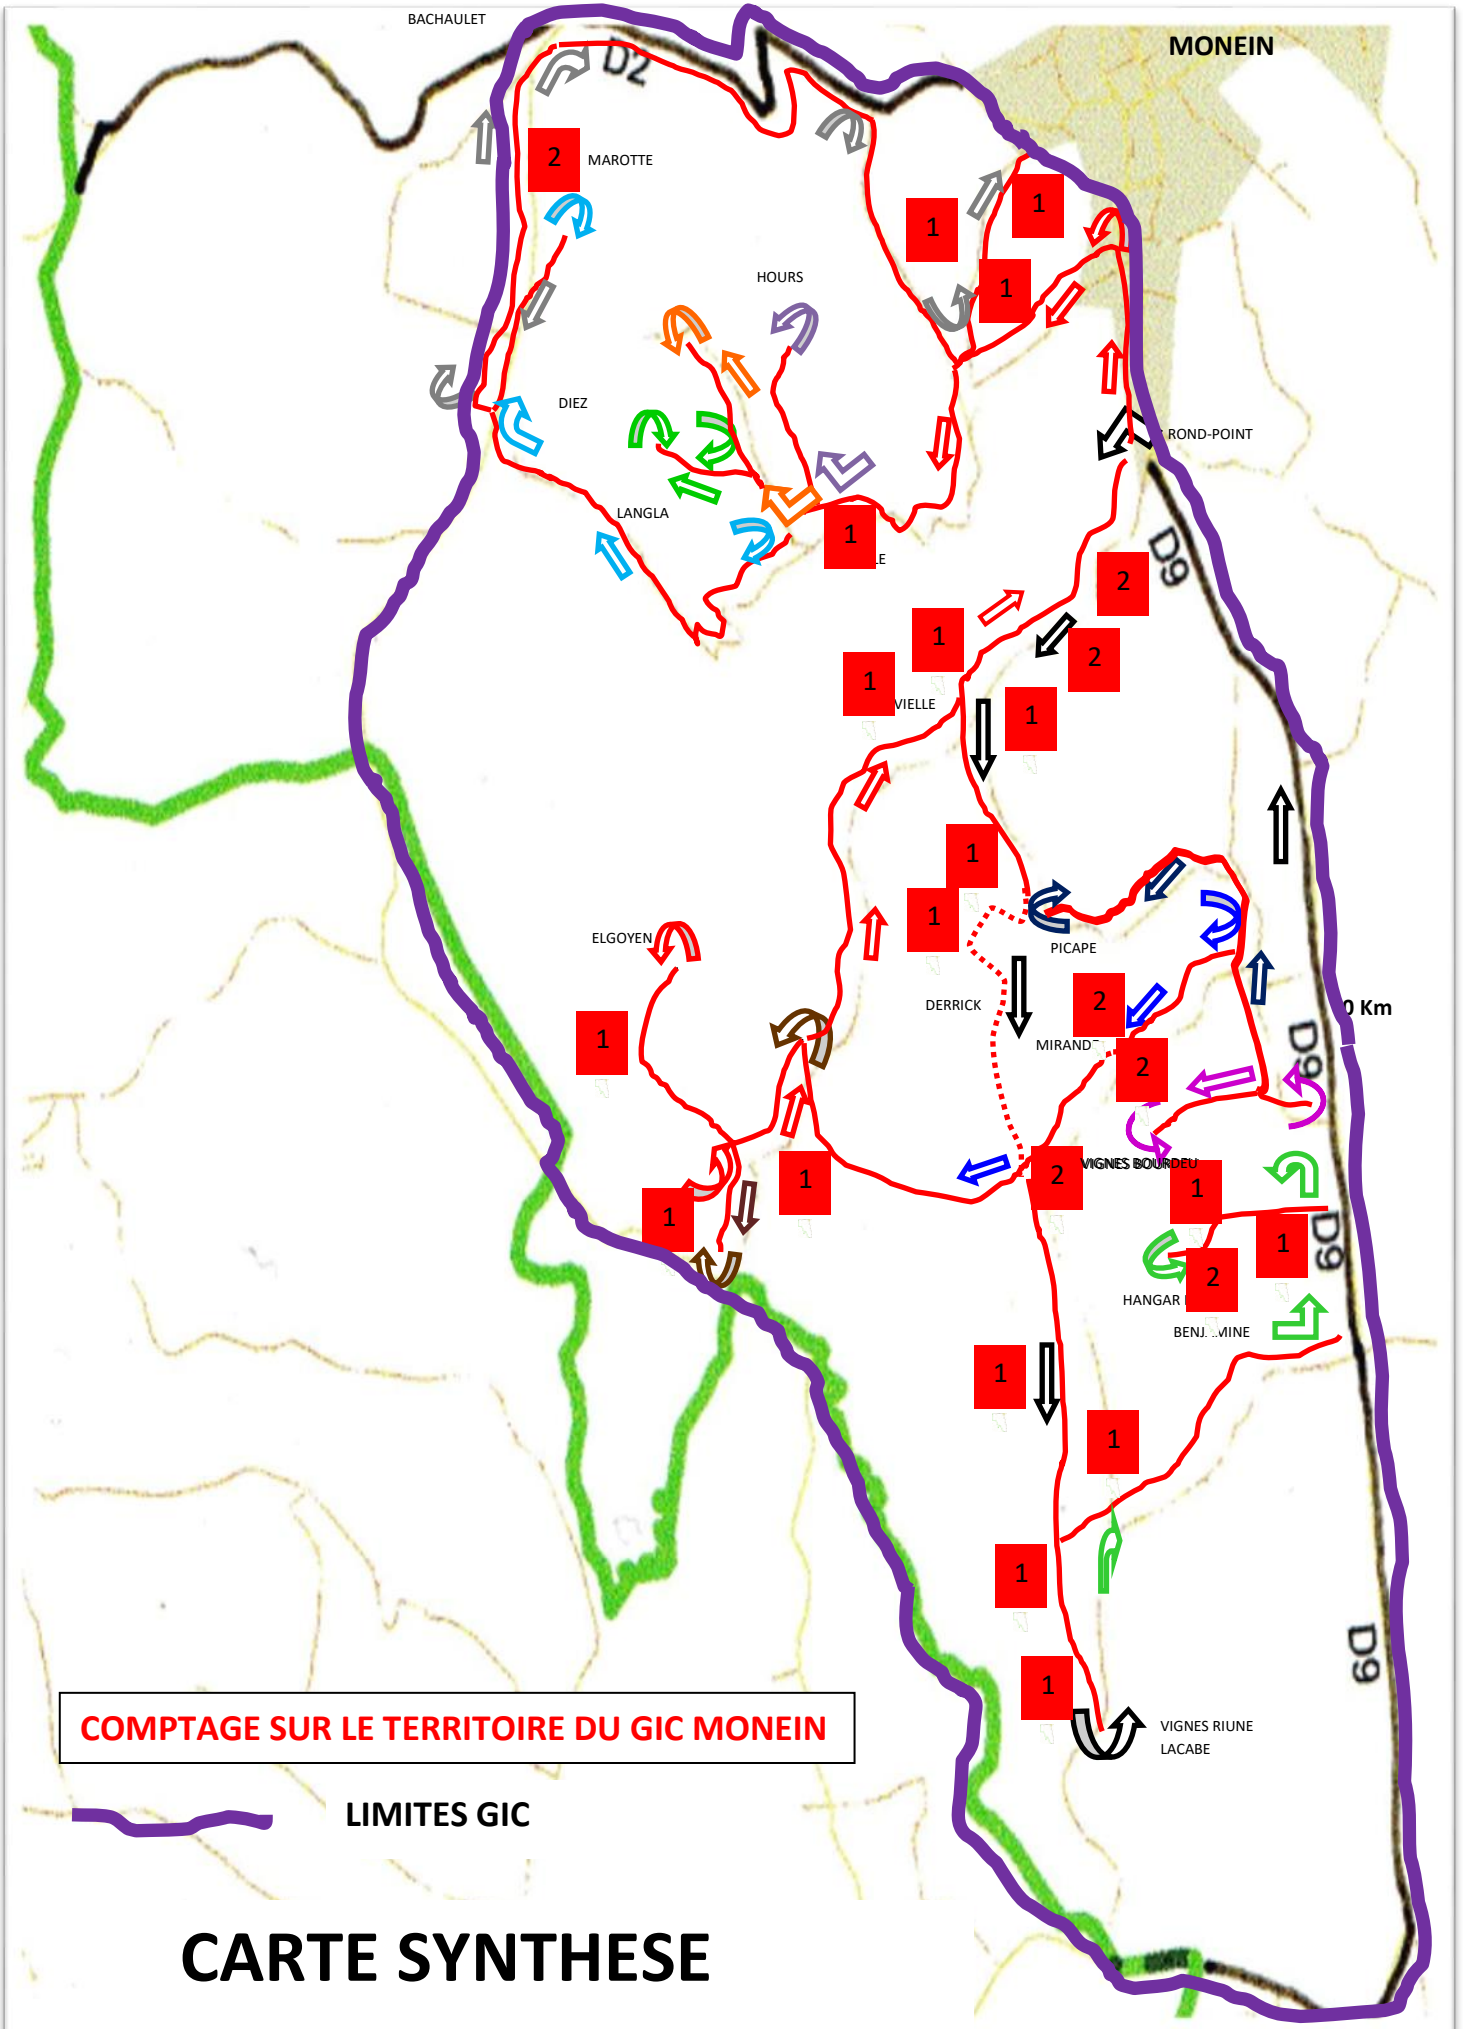 BACHAULET
MONEIN
D2
2
MAROTTE
1
1
1
HOURS
DIEZ
ROND-POINT
LANGLA
1
LE
D9
2
1
2
1
VIELLE
1
1
1
ELGOYEN
PICAPE
DERRICK
2
0 Km
1
MIRANDE
D9
2
VIGNES BOURDEU
2
1
1
1
D9
1
2
HANGAR
BENJAMINE
1
1
1
D9
1
COMPTAGE SUR LE TERRITOIRE DU GIC MONEIN
VIGNES RIUNE
LACABE
LIMITES GIC
CARTE SYNTHESE